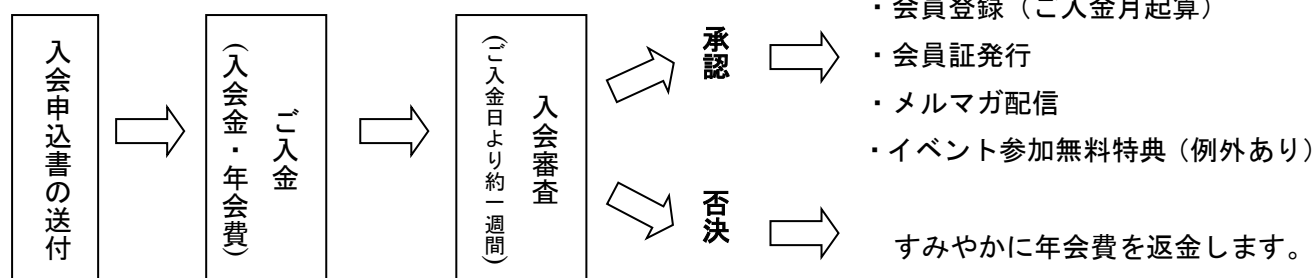 入会申込書の送付
ご入金
(入会金・年会費)
入会審査
(ご入金日より約一週間)
承認
・会員登録（ご入金月起算）
・会員証発行
・メルマガ配信
・イベント参加無料特典（例外あり）
否決
すみやかに年会費を返金します。